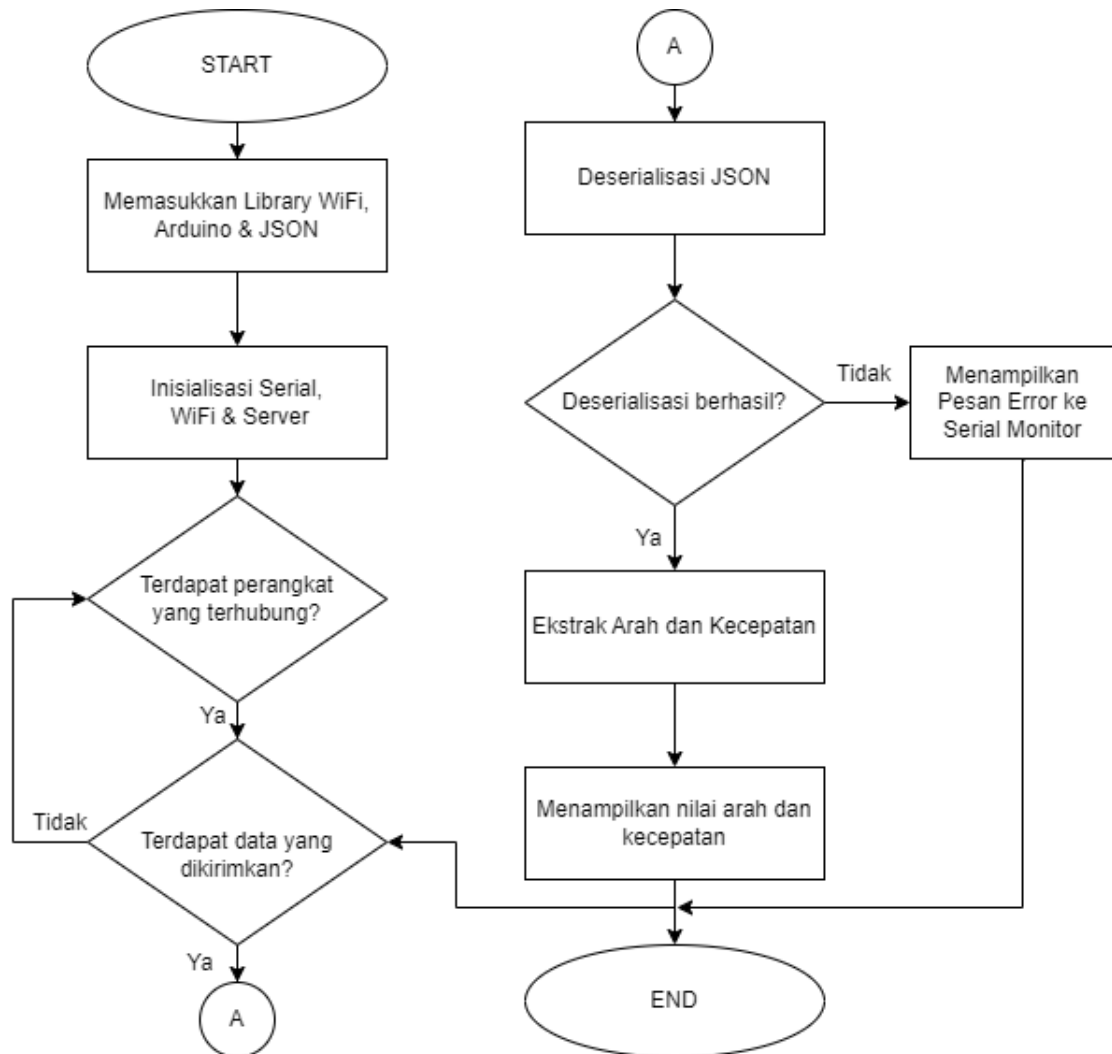 START
Memasukkan Library WiFi,
Arduino & JSON
Inisialisasi Serial,
WiFi & Server
Terdapat perangkat
yang terhubung?
Ya
Tidak
Terdapat data yang
dikirimkan?
Ya
A
A
Deserialisasi JSON
Deserialisasi berhasil?
Tidak
Menampilkan
Pesan Error ke
Serial Monitor
Ya
Ekstrak Arah dan Kecepatan
Menampilkan nilai arah dan
kecepatan
END